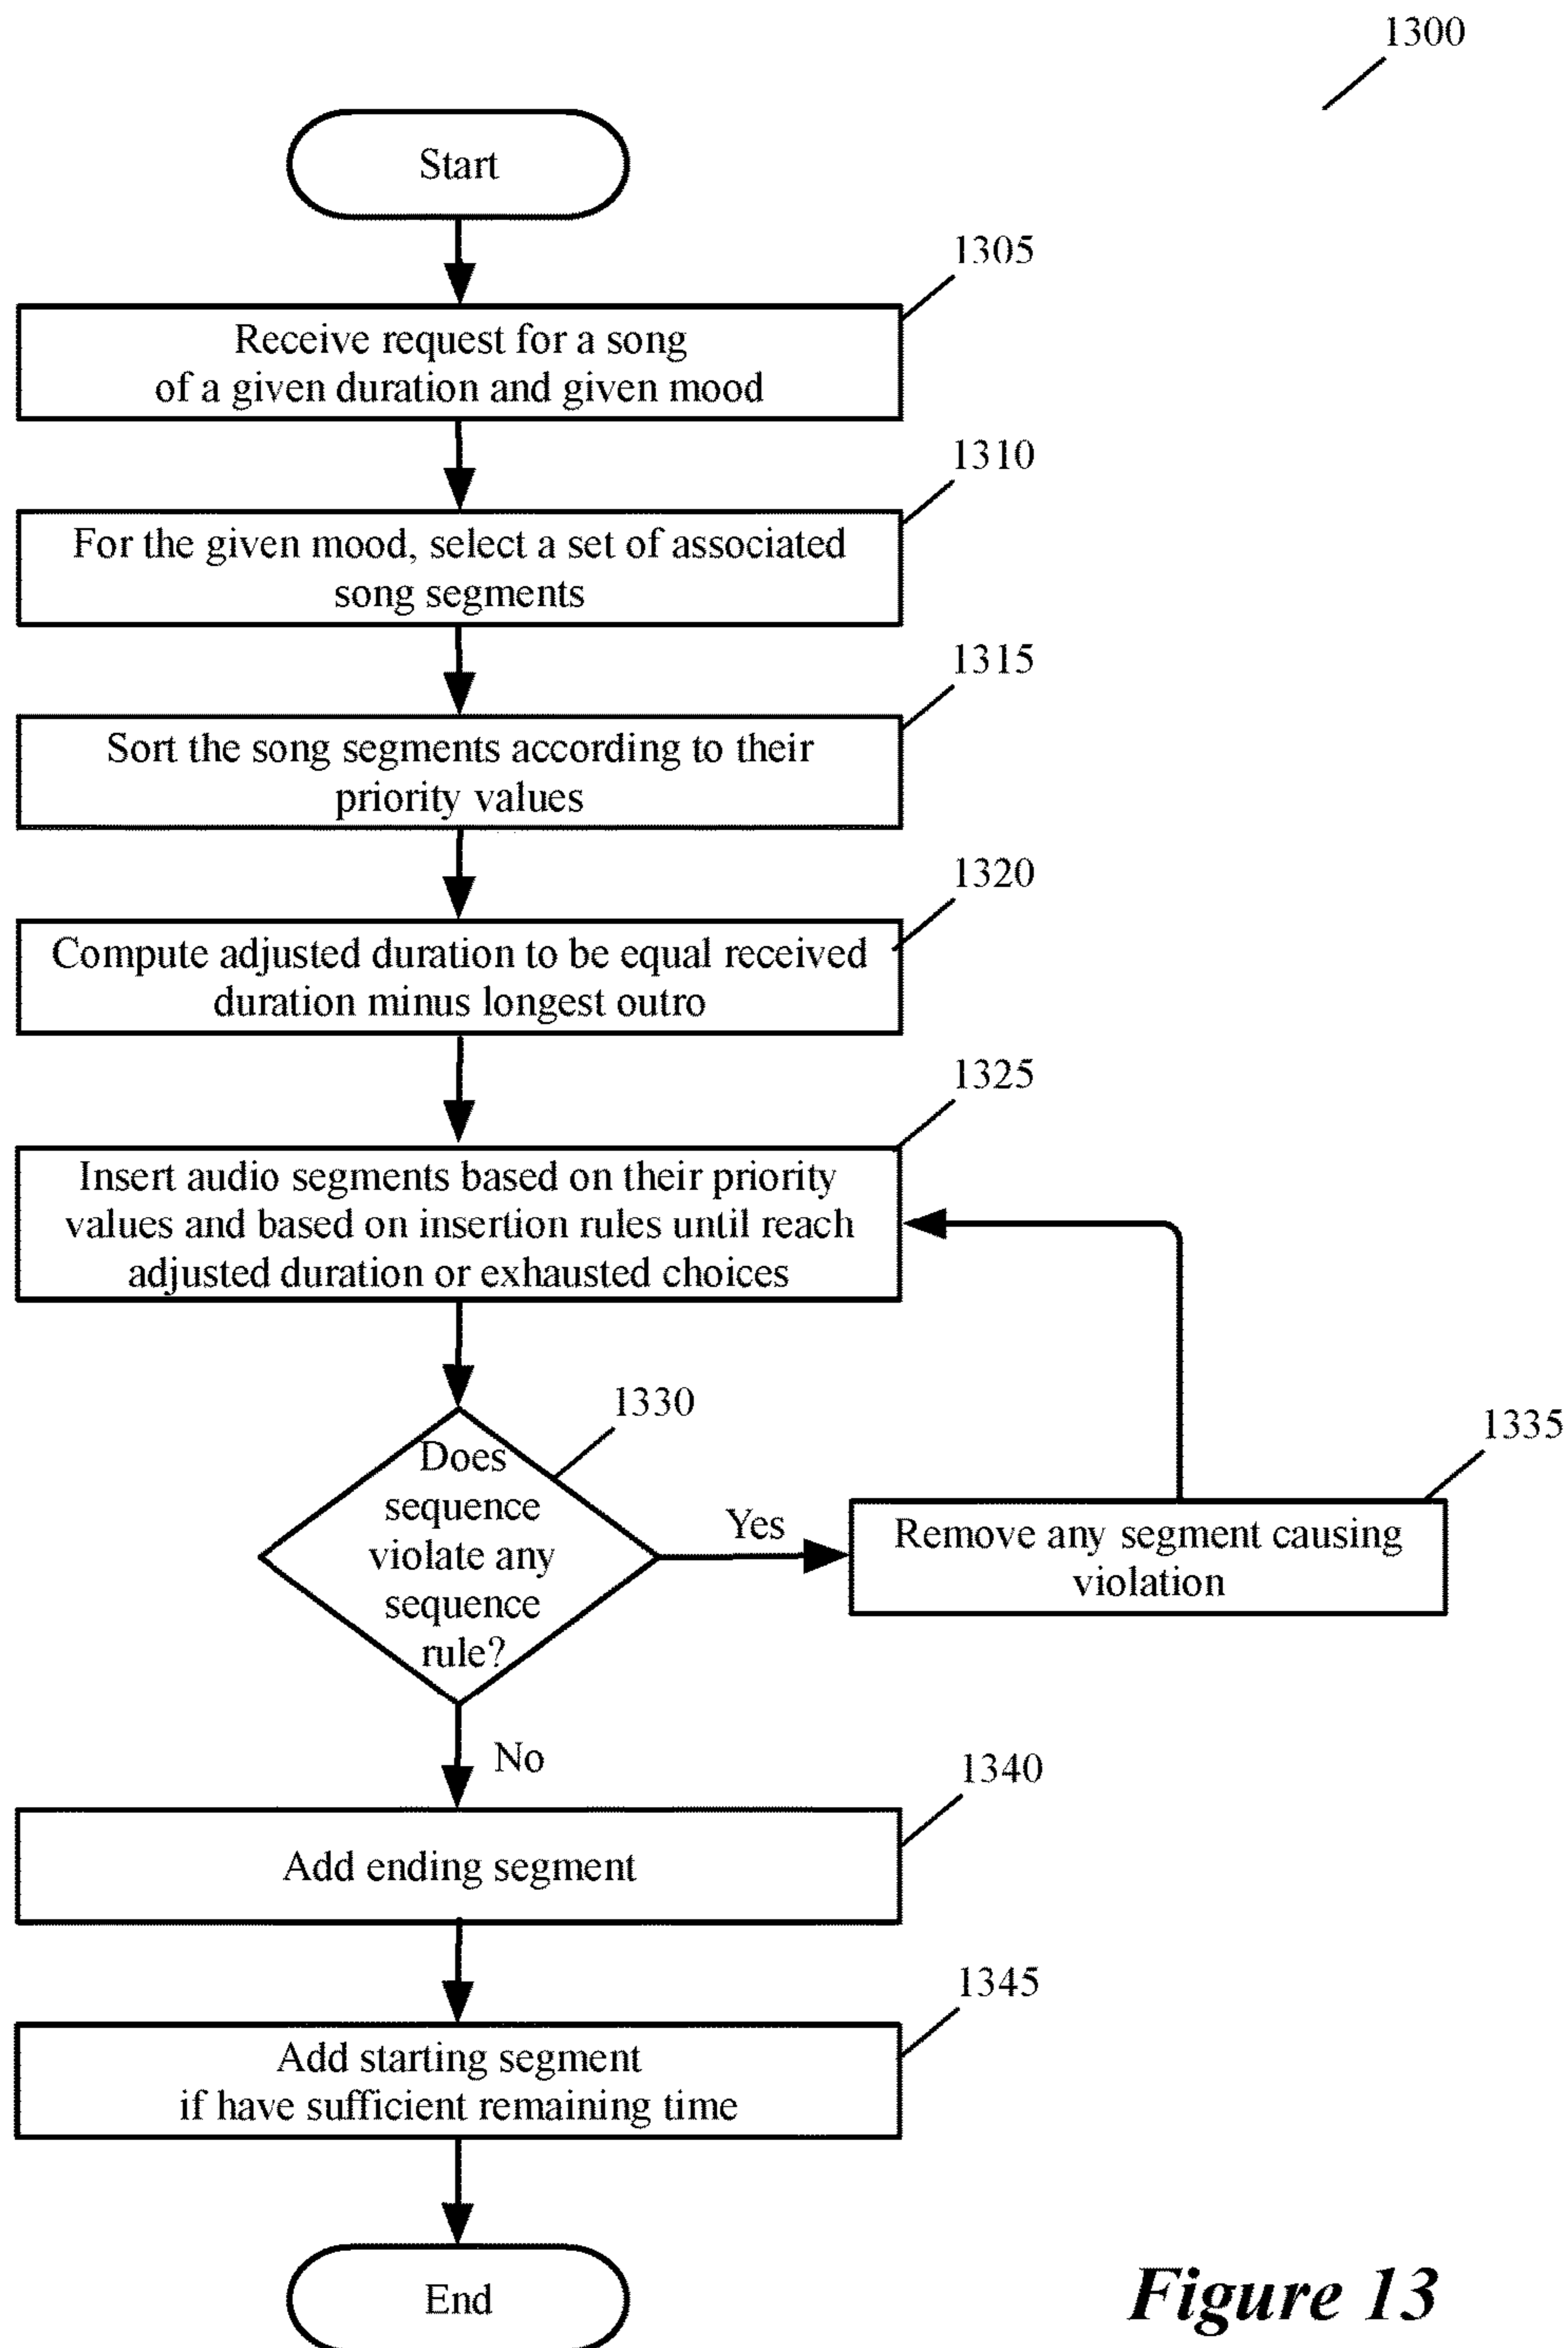 1300
Start
1305
Receive request for a song
of a given duration and given mood
1310
For the given mood, select a set of associated
song segments
1315
Sort the song segments according to their
priority values
1320
Compute adjusted duration to be equal received
duration minus longest outro
1325
Insert audio segments based on their priority
values and based on insertion rules until reach
adjusted duration or exhausted choices
1330
Does
sequence
violate any
sequence
rule?
Yes
1335
Remove any segment causing
violation
No
1340
Add ending segment
1345
Add starting segment
if have sufficient remaining time
End
Figure 13